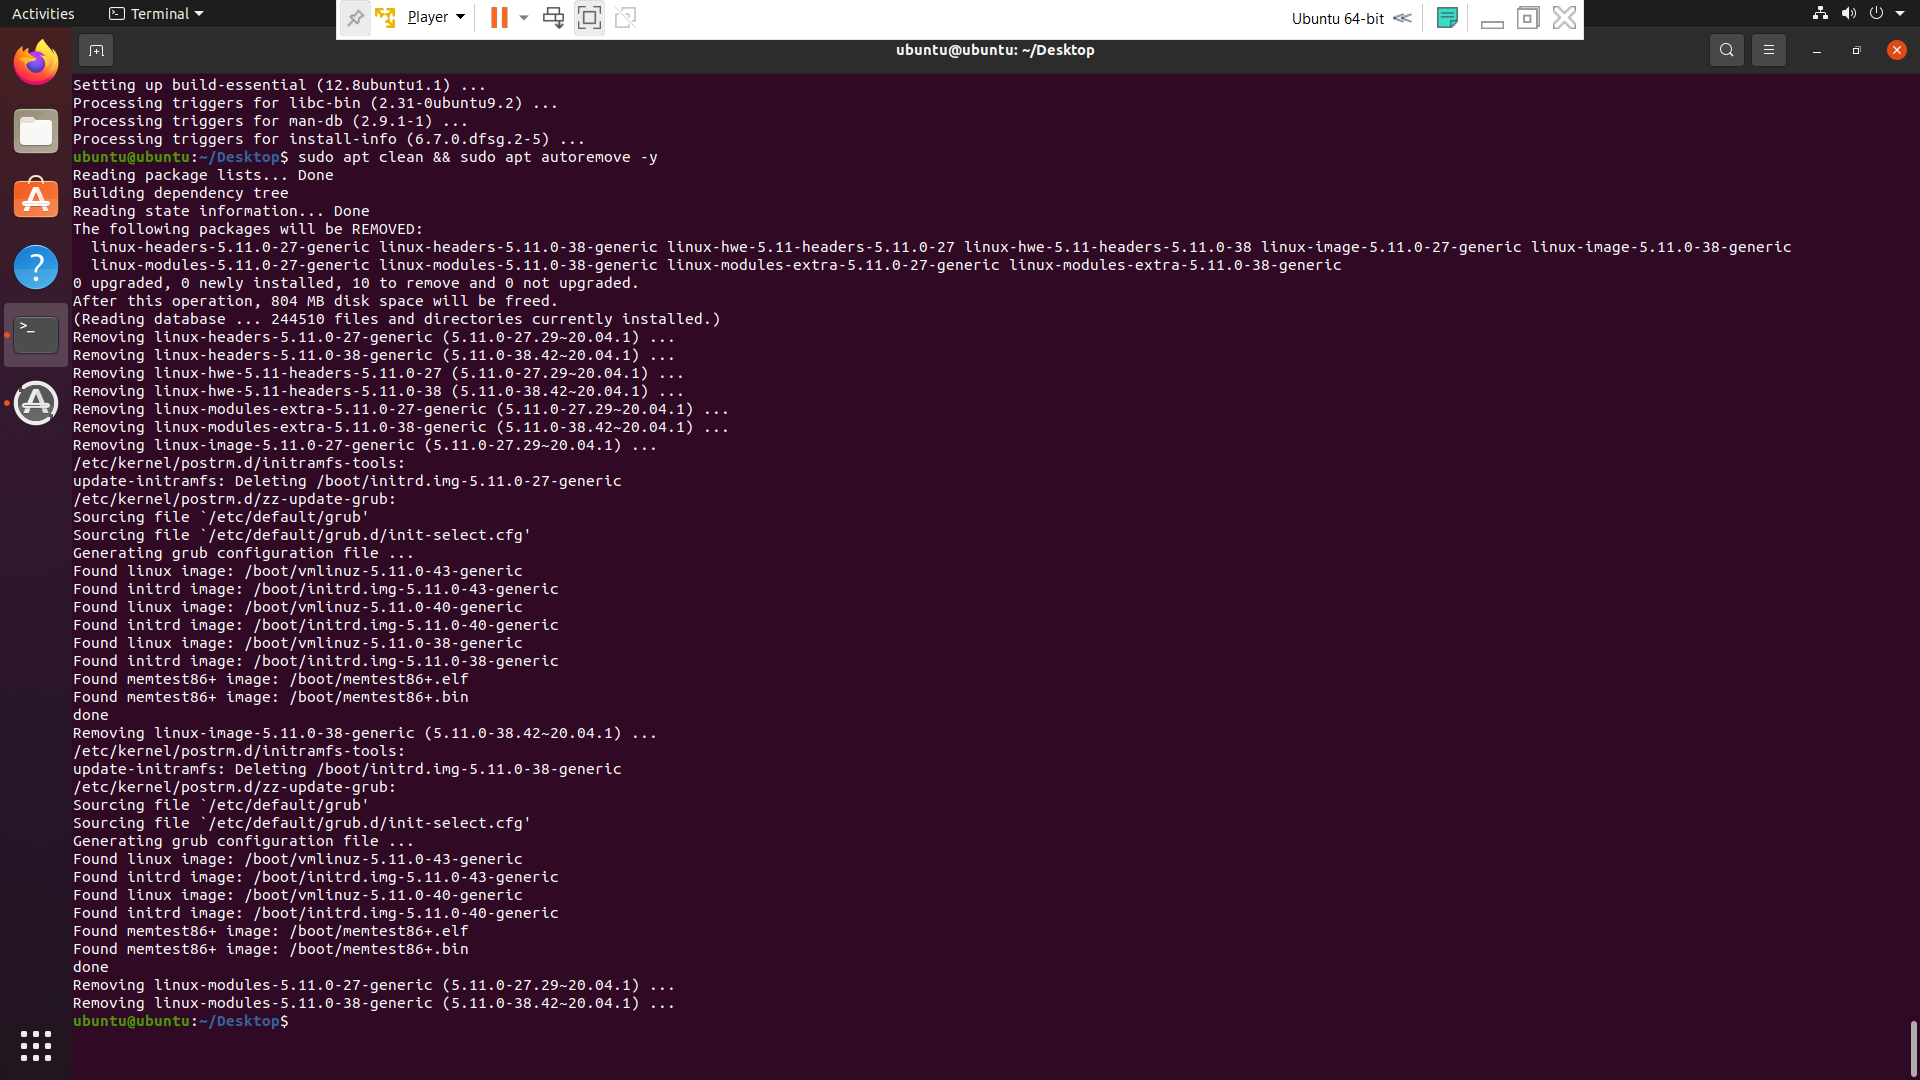 Activities
Terminal
Player
Ubuntu 64-bit
ubuntu@ubuntu: ~/Desktop
Setting up build-essential (12.8ubuntu1.1) ...
Processing triggers for libc-bin (2.31-0ubuntu9.2) ...
Processing triggers for man-db (2.9.1-1) ...
Processing triggers for install-info (6.7.0.dfsg.2-5) ...
ubuntu@ubuntu:~/Desktop$ sudo apt clean && sudo apt autoremove -y
Reading package lists... Done
Building dependency tree
Reading state information... Done
The following packages will be REMOVED:
  linux-headers-5.11.0-27-generic linux-headers-5.11.0-38-generic linux-hwe-5.11-headers-5.11.0-27 linux-hwe-5.11-headers-5.11.0-38 linux-image-5.11.0-27-generic linux-image-5.11.0-38-generic
  linux-modules-5.11.0-27-generic linux-modules-5.11.0-38-generic linux-modules-extra-5.11.0-27-generic linux-modules-extra-5.11.0-38-generic
0 upgraded, 0 newly installed, 10 to remove and 0 not upgraded.
After this operation, 804 MB disk space will be freed.
(Reading database ... 244510 files and directories currently installed.)
Removing linux-headers-5.11.0-27-generic (5.11.0-27.29~20.04.1) ...
Removing linux-headers-5.11.0-38-generic (5.11.0-38.42~20.04.1) ...
Removing linux-hwe-5.11-headers-5.11.0-27 (5.11.0-27.29~20.04.1) ...
Removing linux-hwe-5.11-headers-5.11.0-38 (5.11.0-38.42~20.04.1) ...
Removing linux-modules-extra-5.11.0-27-generic (5.11.0-27.29~20.04.1) ...
Removing linux-modules-extra-5.11.0-38-generic (5.11.0-38.42~20.04.1) ...
Removing linux-image-5.11.0-27-generic (5.11.0-27.29~20.04.1) ...
/etc/kernel/postrm.d/initramfs-tools:
update-initramfs: Deleting /boot/initrd.img-5.11.0-27-generic
/etc/kernel/postrm.d/zz-update-grub:
Sourcing file `/etc/default/grub'
Sourcing file `/etc/default/grub.d/init-select.cfg'
Generating grub configuration file ...
Found linux image: /boot/vmlinuz-5.11.0-43-generic
Found initrd image: /boot/initrd.img-5.11.0-43-generic
Found linux image: /boot/vmlinuz-5.11.0-40-generic
Found initrd image: /boot/initrd.img-5.11.0-40-generic
Found linux image: /boot/vmlinuz-5.11.0-38-generic
Found initrd image: /boot/initrd.img-5.11.0-38-generic
Found memtest86+ image: /boot/memtest86+.elf
Found memtest86+ image: /boot/memtest86+.bin
done
Removing linux-image-5.11.0-38-generic (5.11.0-38.42~20.04.1) ...
/etc/kernel/postrm.d/initramfs-tools:
update-initramfs: Deleting /boot/initrd.img-5.11.0-38-generic
/etc/kernel/postrm.d/zz-update-grub:
Sourcing file `/etc/default/grub'
Sourcing file `/etc/default/grub.d/init-select.cfg'
Generating grub configuration file ...
Found linux image: /boot/vmlinuz-5.11.0-43-generic
Found initrd image: /boot/initrd.img-5.11.0-43-generic
Found linux image: /boot/vmlinuz-5.11.0-40-generic
Found initrd image: /boot/initrd.img-5.11.0-40-generic
Found memtest86+ image: /boot/memtest86+.elf
Found memtest86+ image: /boot/memtest86+.bin
done
Removing linux-modules-5.11.0-27-generic (5.11.0-27.29~20.04.1) ...
Removing linux-modules-5.11.0-38-generic (5.11.0-38.42~20.04.1) ...
ubuntu@ubuntu:~/Desktop$